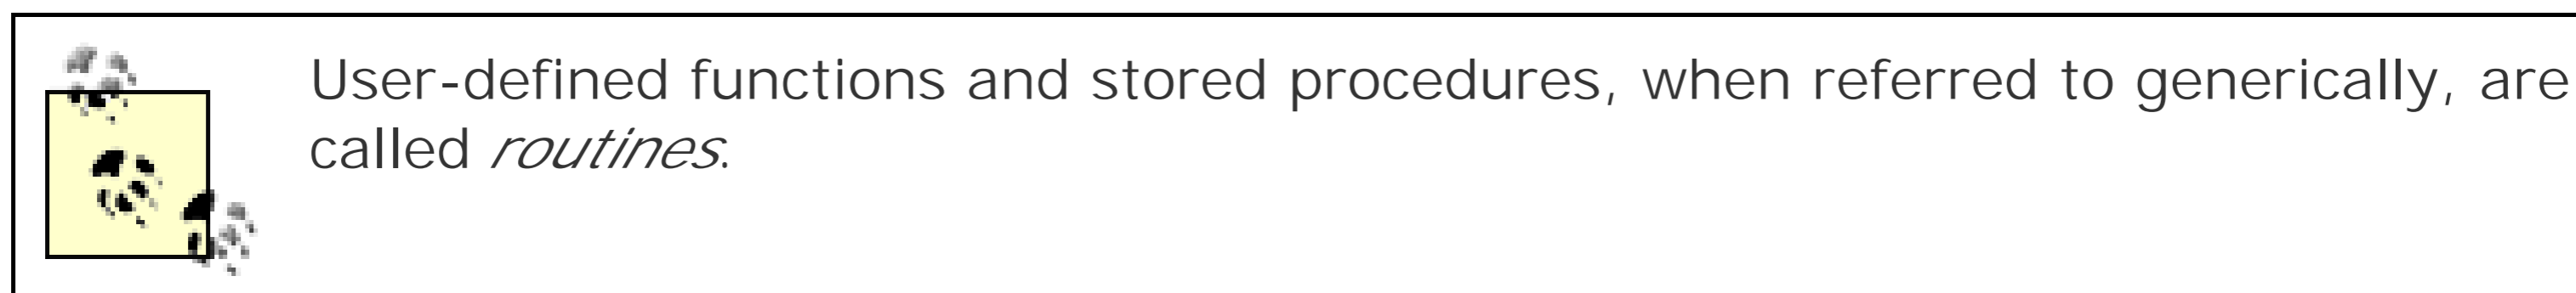 User-defined functions and stored procedures, when referred to generically, are
called routines.